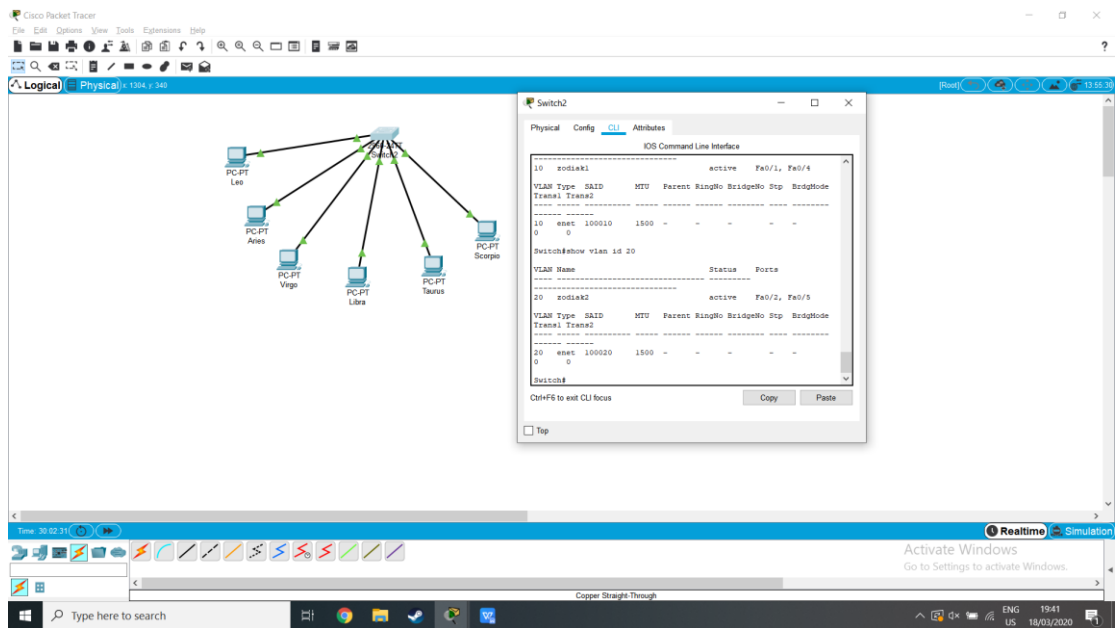 Cisco Packet Tracer
File Edit Options View Tools Extensions Help
?
Logical Physical x: 1304, y: 340 [Root] 13:55:30
2960-24TT
Switch2
PC-PT
Leo
PC-PT
Aries
PC-PT
Virgo
PC-PT
Libra
PC-PT
Taurus
PC-PT
Scorpio
Switch2
Physical Config CLI Attributes
IOS Command Line Interface
-------------------------------
10 zodiak1 active Fa0/1, Fa0/4
VLAN Type SAID MTU Parent RingNo BridgeNo Stp BrdgMode
Trans1 Trans2
---- ----- ---------- ----- ------ ------ -------- ---- --------
------ ------
10 enet 100010 1500 - - - - -
0 0
Switch#show vlan id 20
VLAN Name Status Ports
---- -------------------------------- ---------
-------------------------------
20 zodiak2 active Fa0/2, Fa0/5
VLAN Type SAID MTU Parent RingNo BridgeNo Stp BrdgMode
Trans1 Trans2
---- ----- ---------- ----- ------ ------ -------- ---- --------
------ ------
20 enet 100020 1500 - - - - -
0 0
Switch#
Ctrl+F6 to exit CLI focus Copy Paste
Top
Time: 30:02:31 Realtime Simulation
Activate Windows
Go to Settings to activate Windows.
Copper Straight-Through
Type here to search
ENG 19:41
US 18/03/2020